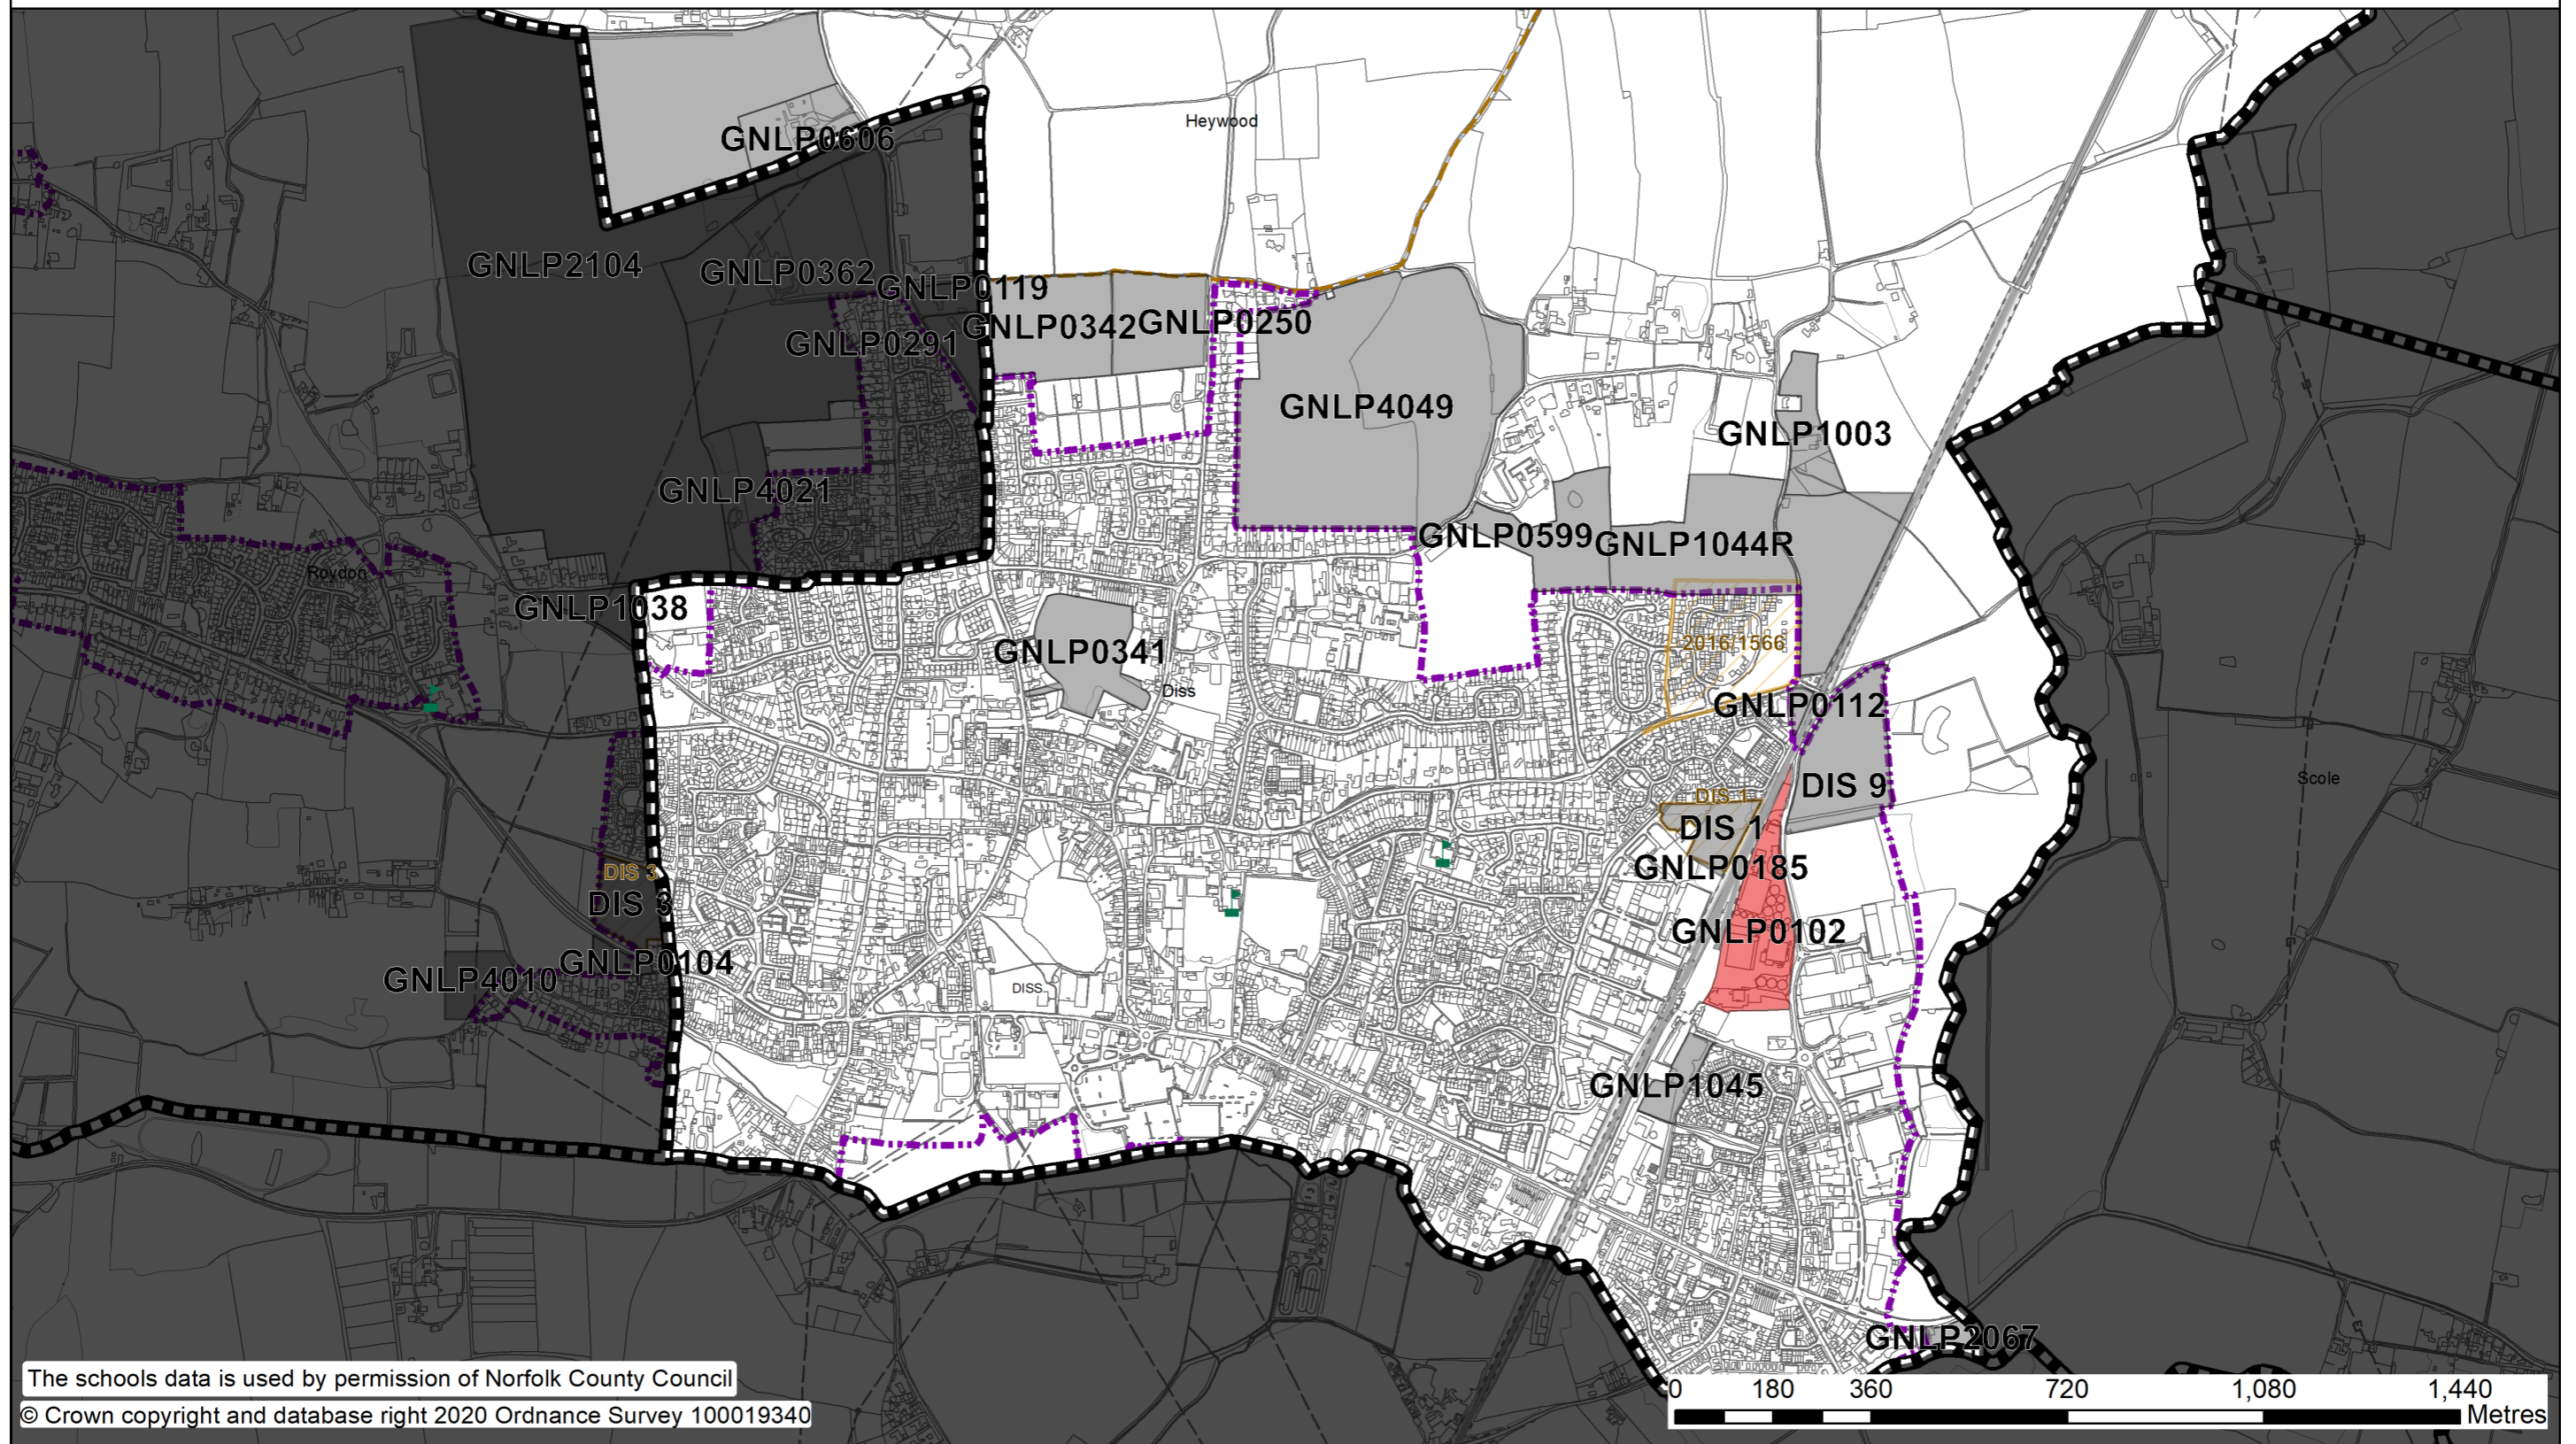 Heywood
GNLP0606
GNLP2104
GNLP0362
GNLP0119
GNLP0342
GNLP0250
GNLP0291
GNLP4049
GNLP1003
GNLP4021
GNLP0599
GNLP1044R
Roydon
GNLP1038
GNLP0341
2016/1566
Diss
GNLP0112
Scole
DIS 9
DIS 1
DIS 1
GNLP0185
DIS 3
DIS 3
GNLP0102
GNLP0104
GNLP4010
DISS
GNLP1045
GNLP2067
The schools data is used by permission of Norfolk County Council
© Crown copyright and database right 2020 Ordnance Survey 100019340
0 180 360 720 1,080 1,440
Metres